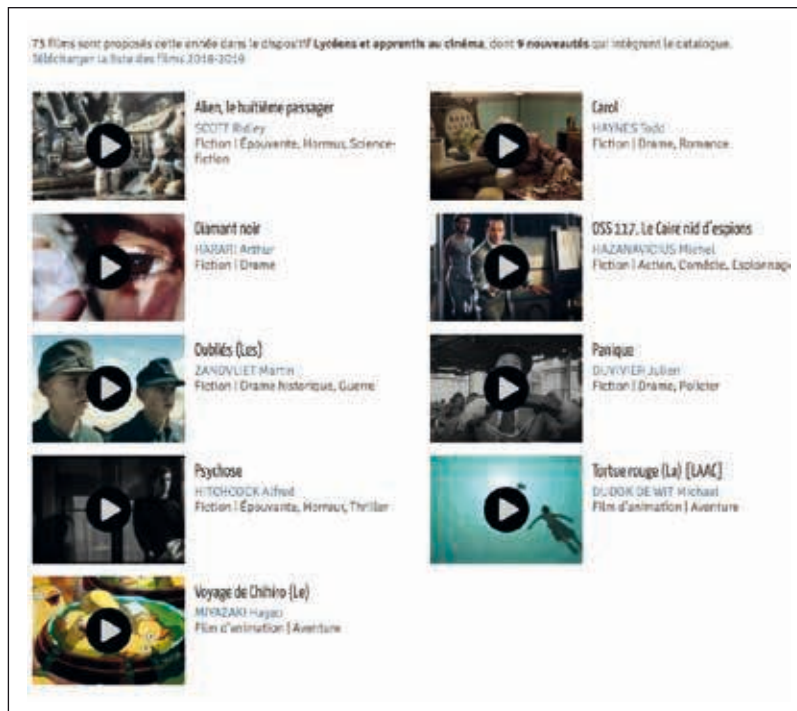 73 films sont proposés cette année dans le dispositif Lycéens et apprentis au cinéma, dont 9 nouveautés qui intègrent le catalogue.
Télécharger la liste des films 2018-2019
Alien, le huitième passager
SCOTT Ridley
Fiction | Épouvante, Horreur, Science-
fiction
Carol
HAYNES Todd
Fiction | Drame, Romance
Diamant noir
HARARI Arthur
Fiction | Drame
OSS 117. Le Caire nid d'espions
HAZANAVICIUS Michel
Fiction | Action, Comédie, Espionnag
Oubliés (Les)
ZANDVLIET Martin
Fiction | Drame historique, Guerre
Panique
DUVIVIER Julien
Fiction | Drame, Policier
Psychose
HITCHCOCK Alfred
Fiction | Épouvante, Horreur, Thriller
Tortue rouge (La) [LAAC]
DUDOK DE WIT Michael
Film d'animation | Aventure
Voyage de Chihiro (Le)
MIYAZAKI Hayao
Film d'animation | Aventure